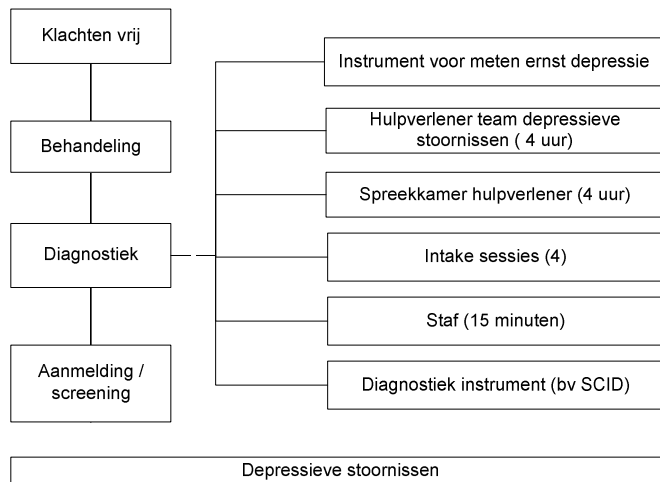 Klachten vrij
Behandeling
Diagnostiek
Aanmelding /
screening
Instrument voor meten ernst depressie
Hulpverlener team depressieve
stoornissen ( 4 uur)
Spreekkamer hulpverlener (4 uur)
Intake sessies (4)
Staf (15 minuten)
Diagnostiek instrument (bv SCID)
Depressieve stoornissen